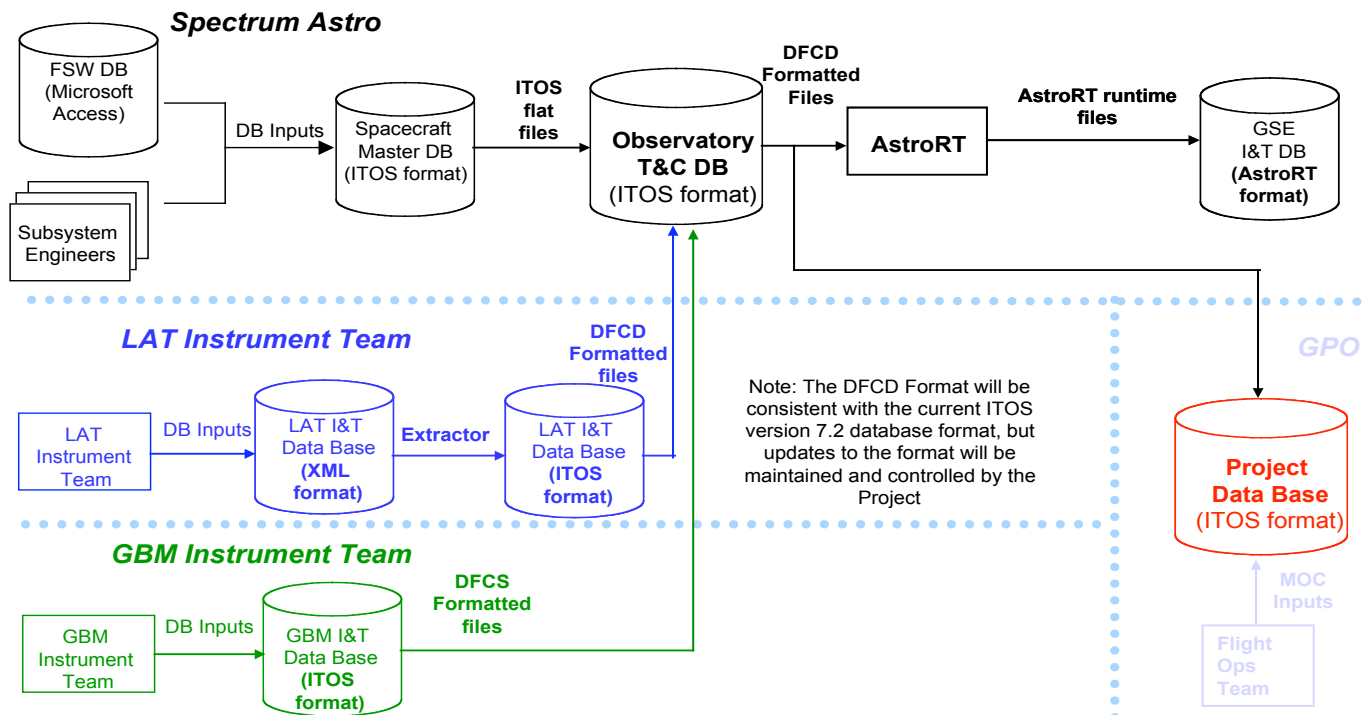 Spectrum Astro
FSW DB
(Microsoft
Access)
Subsystem
Engineers
DB Inputs
Spacecraft
Master DB
(ITOS format)
ITOS
flat
files
Observatory
T&C DB
(ITOS format)
DFCD
Formatted
Files
AstroRT
AstroRT runtime
files
GSE
I&T DB
(AstroRT
format)
LAT Instrument Team
LAT
Instrument
Team
DB Inputs
LAT I&T
Data Base
(XML
format)
Extractor
LAT I&T
Data Base
(ITOS
format)
DFCD
Formatted
files
Note: The DFCD Format will be
consistent with the current ITOS
version 7.2 database format, but
updates to the format will be
maintained and controlled by the
Project
GPO
Project
Data Base
(ITOS format)
MOC
Inputs
Flight
Ops
Team
GBM Instrument Team
GBM
Instrument
Team
DB Inputs
GBM I&T
Data Base
(ITOS
format)
DFCS
Formatted
files